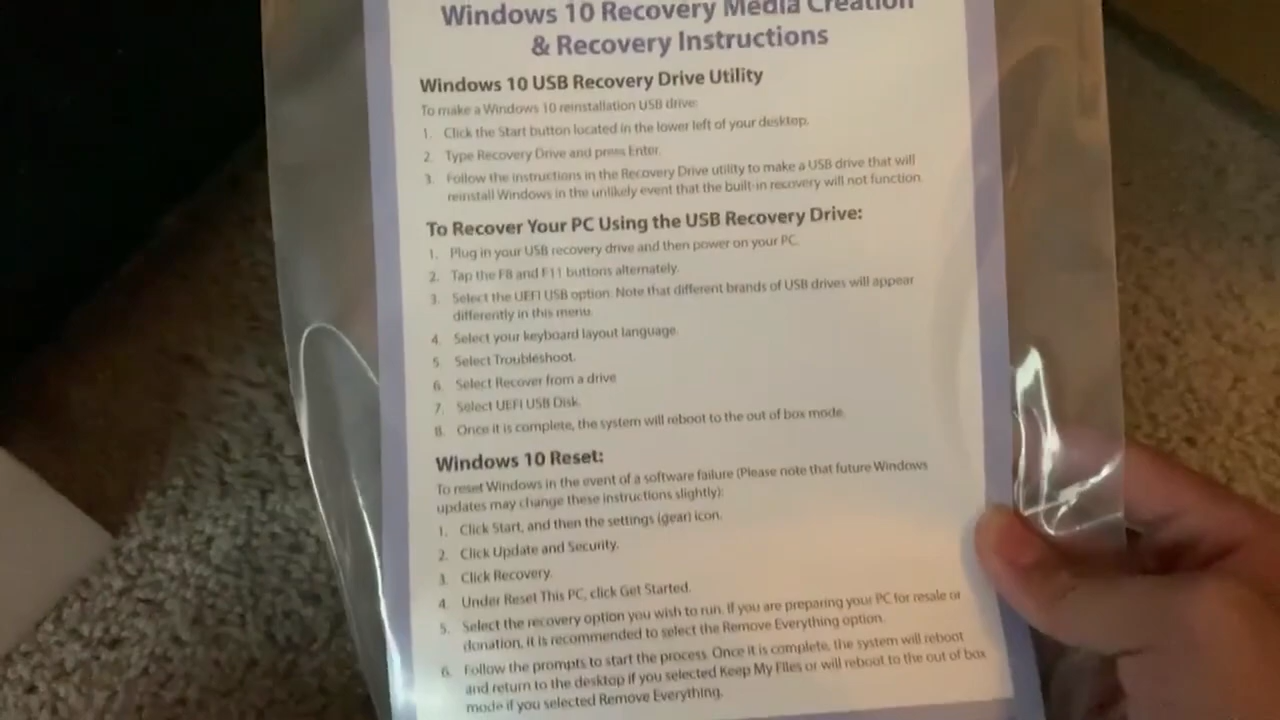 Windows 10 Recovery Media Creation
& Recovery Instructions
Windows 10 USB Recovery Drive Utility
To make a Windows 10 reinstallation USB drive:
1. Click the Start button located in the lower left of your desktop.
2. Type Recovery Drive and press Enter.
3. Follow the instructions in the Recovery Drive utility to make a USB drive that will
reinstall Windows in the unlikely event that the built-in recovery will not function.
To Recover Your PC Using the USB Recovery Drive:
1. Plug in your USB recovery drive and then power on your PC.
2. Tap the F8 and F11 buttons alternately.
3. Select the UEFI USB option. Note that different brands of USB drives will appear
differently in this menu.
4. Select your keyboard layout language.
5. Select Troubleshoot.
6. Select Recover from a drive
7. Select UEFI USB Disk.
8. Once it is complete, the system will reboot to the out of box mode.
Windows 10 Reset:
To reset Windows in the event of a software failure (Please note that future Windows
updates may change these instructions slightly):
1. Click Start, and then the settings (gear) icon.
2. Click Update and Security.
3. Click Recovery.
4. Under Reset This PC, click Get Started.
5. Select the recovery option you wish to run. If you are preparing your PC for resale or
donation, it is recommended to select the Remove Everything option.
6. Follow the prompts to start the process. Once it is complete, the system will reboot
and return to the desktop if you selected Keep My Files or will reboot to the out of box
mode if you selected Remove Everything.